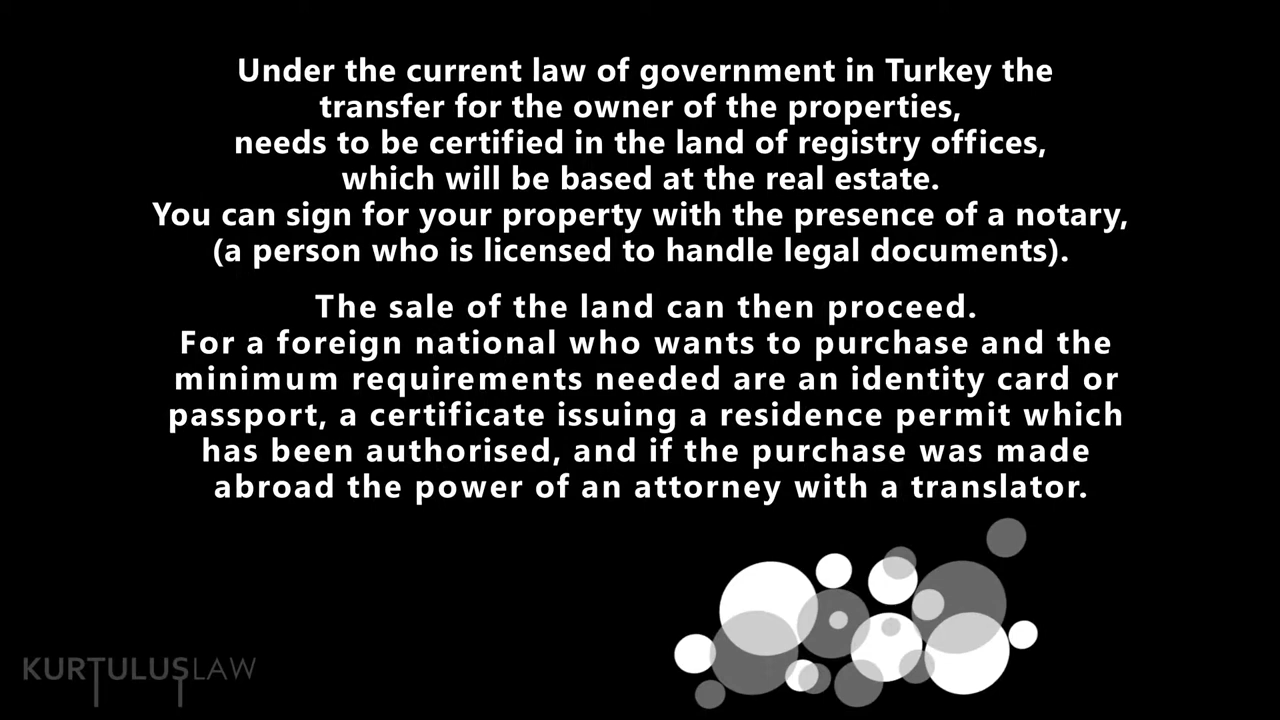 Under the current law of government in Turkey the
transfer for the owner of the properties,
needs to be certified in the land of registry offices,
which will be based at the real estate.
You can sign for your property with the presence of a notary,
(a person who is licensed to handle legal documents).
The sale of the land can then proceed.
For a foreign national who wants to purchase and the
minimum requirements needed are an identity card or
passport, a certificate issuing a residence permit which
has been authorised, and if the purchase was made
abroad the power of an attorney with a translator.
KURTULUSLAW